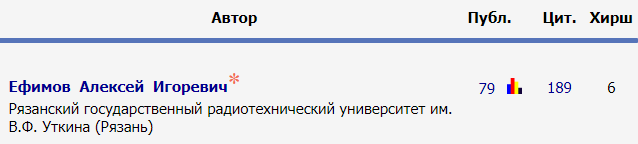 Автор Публ. Цит. Хирш
Ефимов Алексей Игоревич* 79 189 6
Рязанский государственный радиотехнический университет им.
В.Ф. Уткина (Рязань)